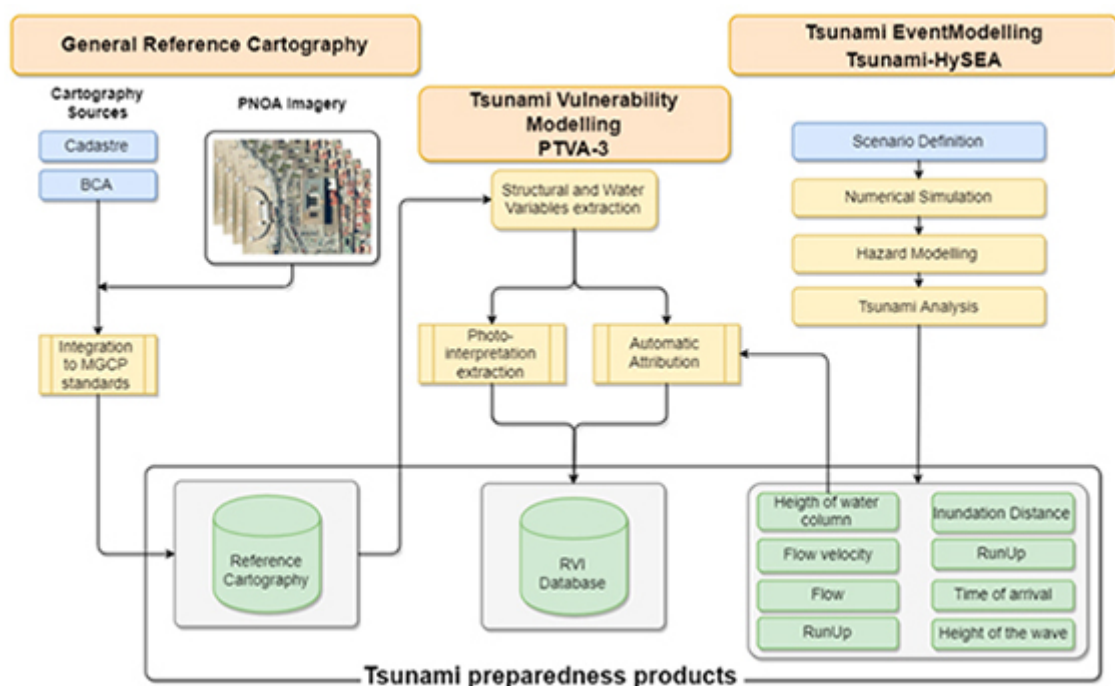 General Reference Cartography
Cartography
Sources
PNOA Imagery
Cadastre
BCA
Integration
to MGCP
standards
Tsunami Vulnerability
Modelling
PTVA-3
Structural and Water
Variables extraction
Photo-
interpretation
extraction
Automatic
Attribution
Tsunami EventModelling
Tsunami-HySEA
Scenario Definition
Numerical Simulation
Hazard Modelling
Tsunami Analysis
Reference
Cartography
RVI
Database
Heigth of water
column
Flow velocity
Flow
RunUp
Inundation Distance
RunUp
Time of arrival
Height of the wave
Tsunami preparedness products